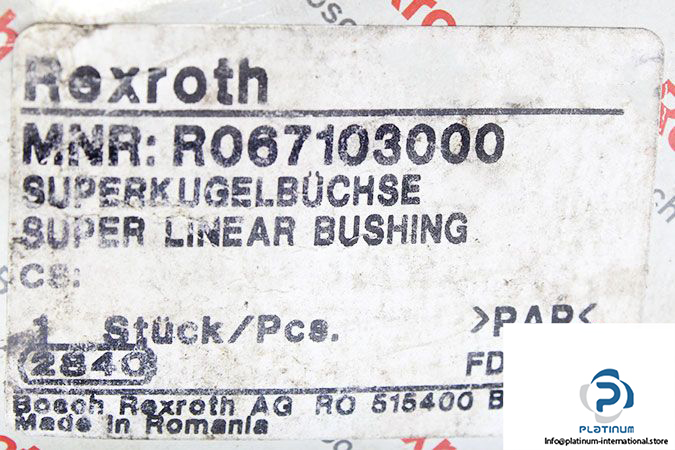 Rexroth
MNR: R067103000
SUPERKUGELBÜCHSE
SUPER LINEAR BUSHING
CS:
1 Stück/Pcs. >PAP<
2840 FD
Bosch Rexroth AG RO 515400 B
Made in Romania
PLATINUM
Info@platinum-international.store